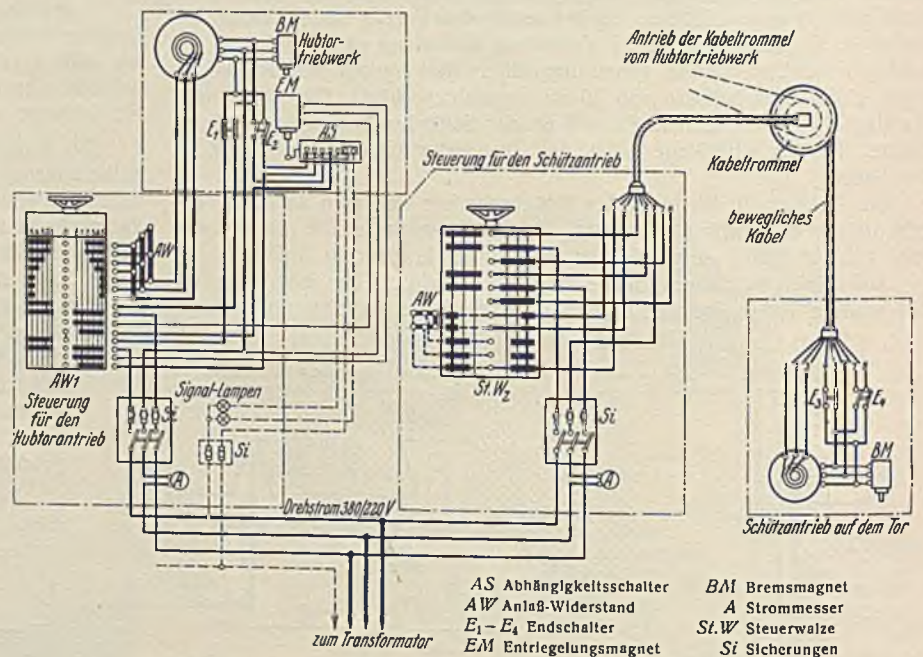 BM
Hubtor-
triebwerk
EM
E₁
E₂
AS
AW
AW1
Steuerung
für den
Hubtorantrieb
Si
Signal-Lampen
Si
A
Drehstrom 380/220 V
zum Transformator
Steuerung für den Schützantrieb
AW
St.W₂
Si
A
Antrieb der Kabeltrommel
vom Hubtortriebwerk
Kabeltrommel
bewegliches
Kabel
E₃
E₄
BM
Schützantrieb auf dem Tor
AS Abhängigkeitsschalter
AW Anlaß-Widerstand
E₁–E₄ Endschalter
EM Entriegelungsmagnet
BM Bremsmagnet
A Strommesser
St.W Steuerwalze
Si Sicherungen